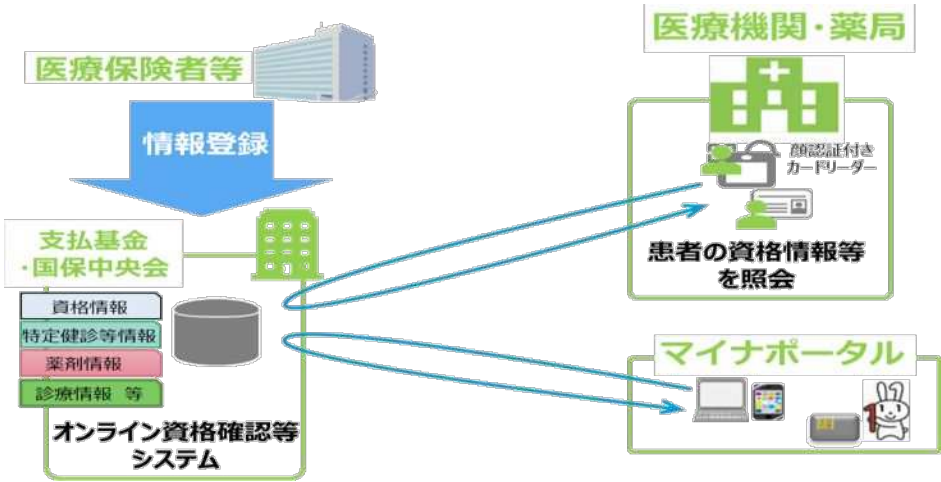 医療保険者等
情報登録
支払基金
・国保中央会
資格情報
特定健診等情報
薬剤情報
診療情報 等
オンライン資格確認等
システム
医療機関・薬局
顔認証付き
カードリーダー
患者の資格情報等
を照会
マイナポータル